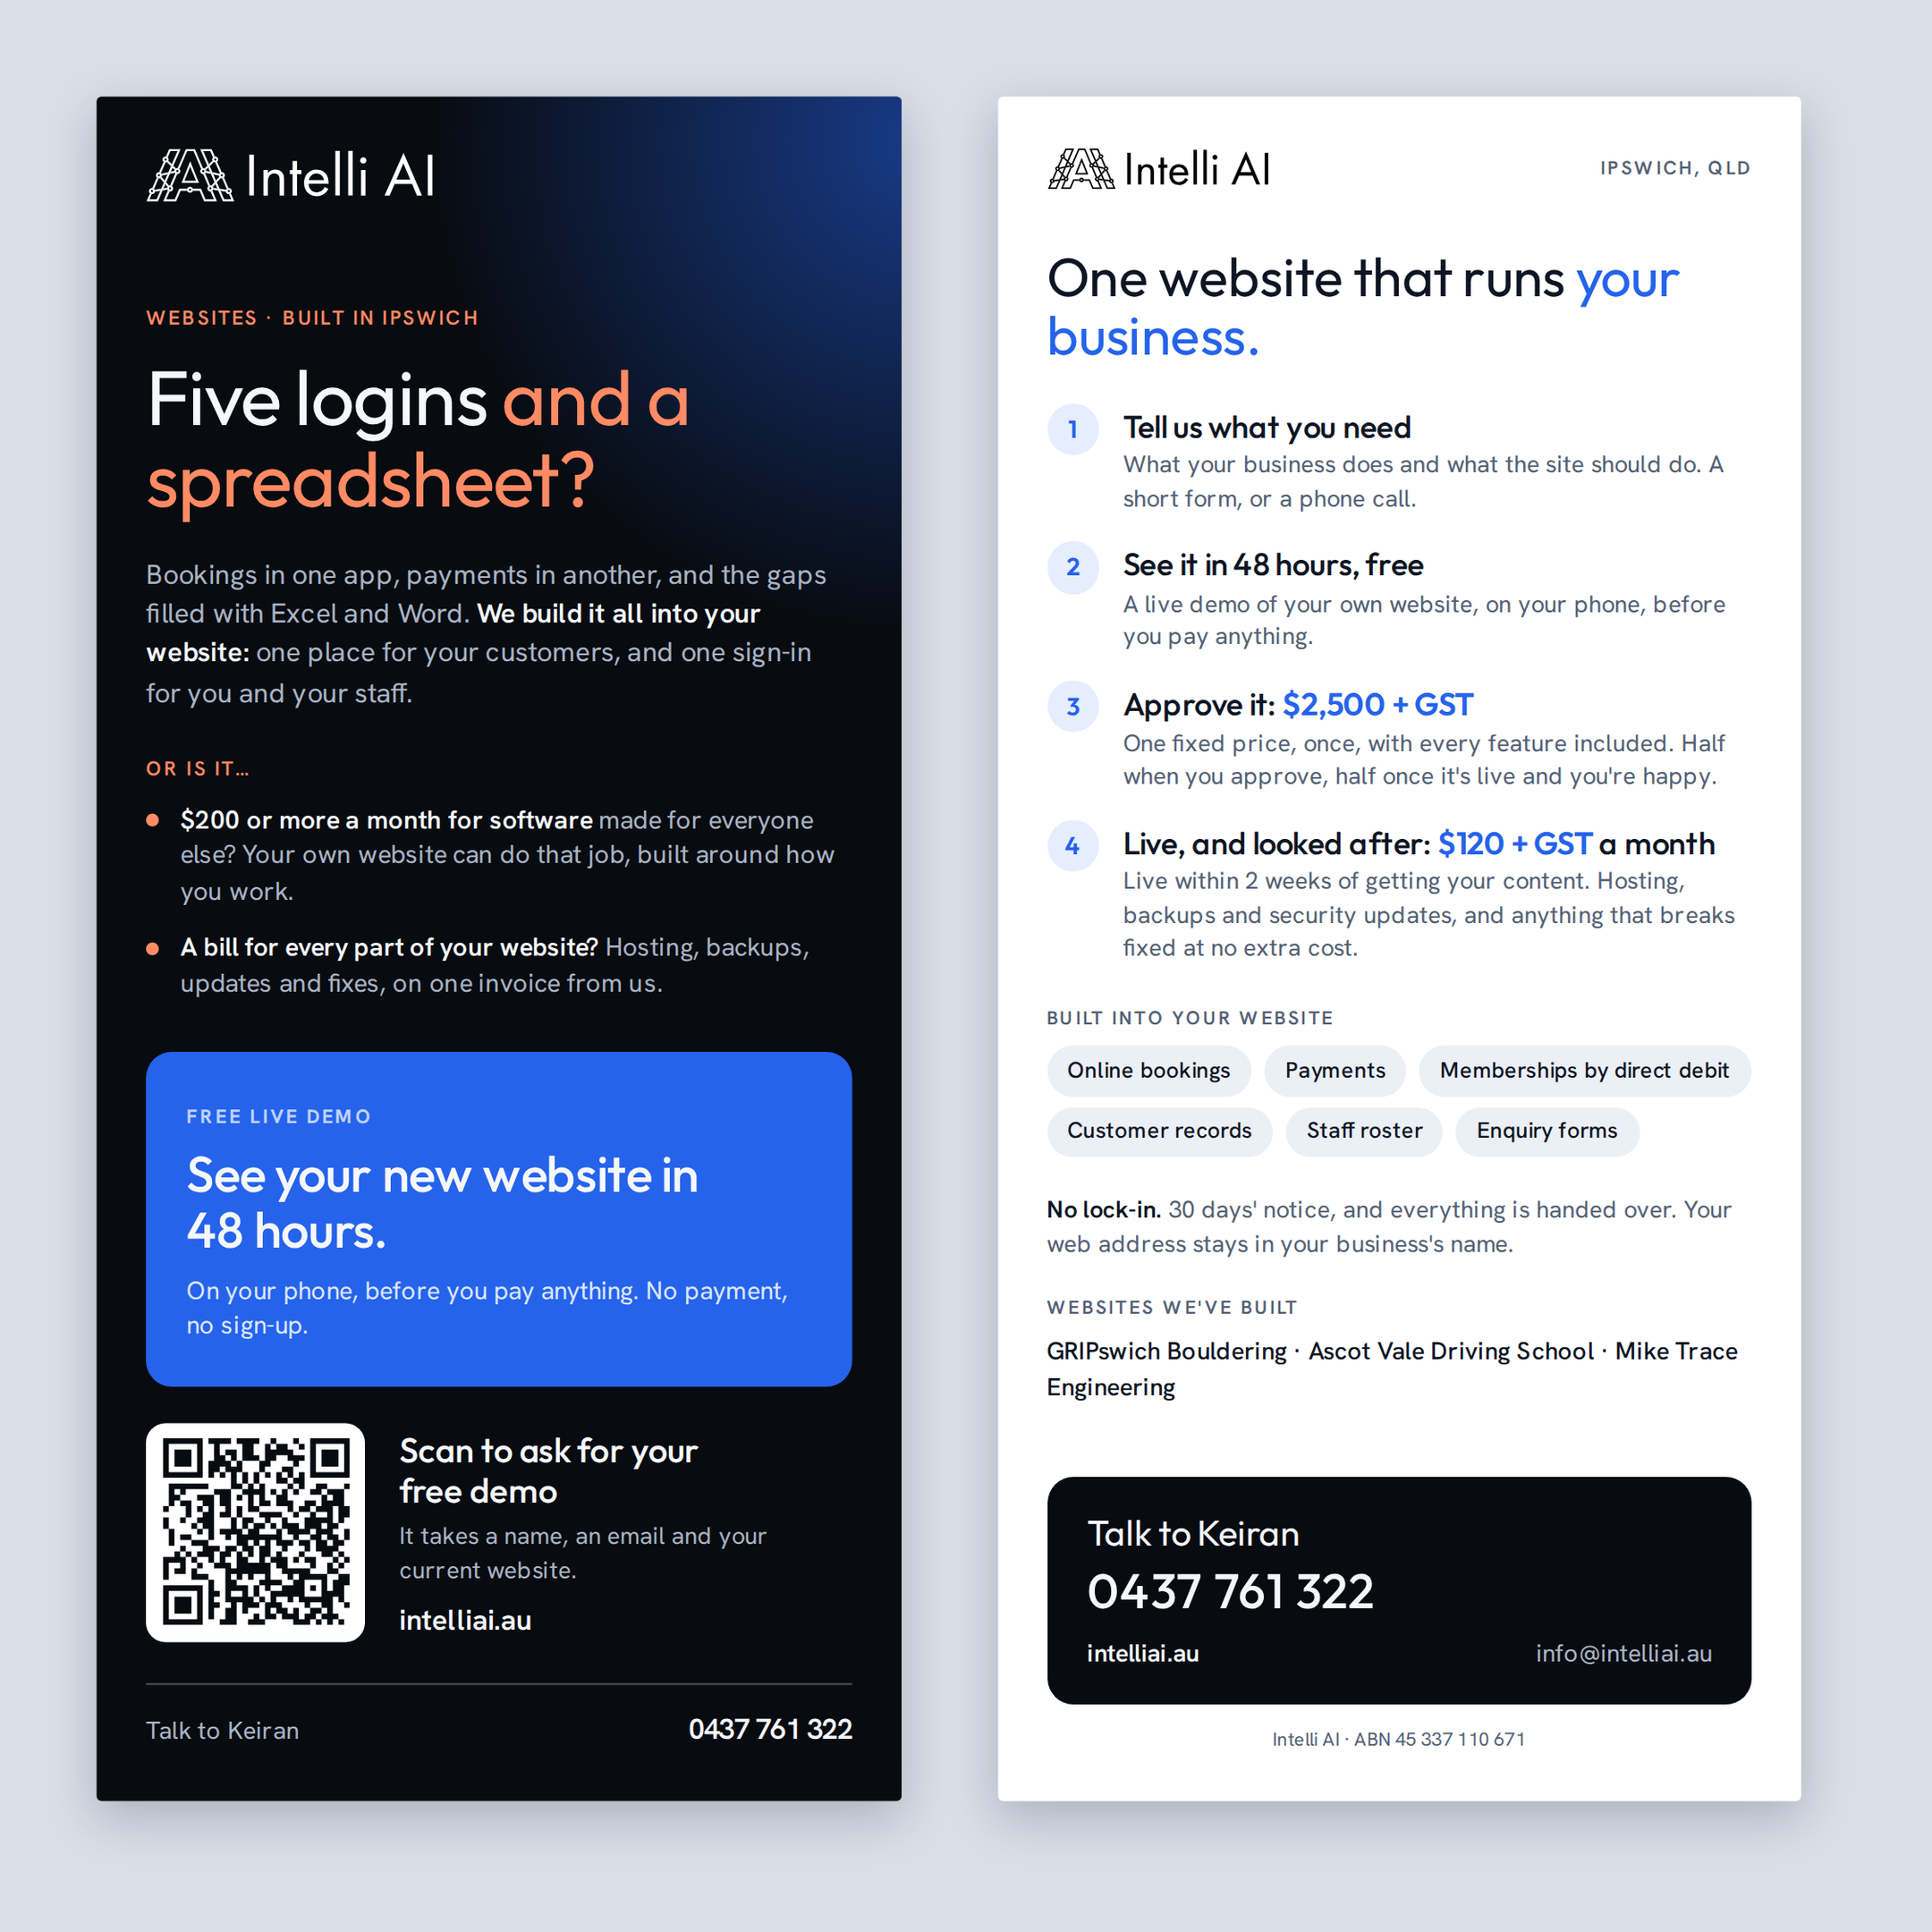 Intelli AI
WEBSITES · BUILT IN IPSWICH
Five logins and a
spreadsheet?
Bookings in one app, payments in another, and the gaps
filled with Excel and Word. We build it all into your
website: one place for your customers, and one sign-in
for you and your staff.
OR IS IT…
$200 or more a month for software made for everyone
else? Your own website can do that job, built around how
you work.
A bill for every part of your website? Hosting, backups,
updates and fixes, on one invoice from us.
FREE LIVE DEMO
See your new website in
48 hours.
On your phone, before you pay anything. No payment,
no sign-up.
Scan to ask for your
free demo
It takes a name, an email and your
current website.
intelliai.au
Talk to Keiran 0437 761 322
Intelli AI IPSWICH, QLD
One website that runs your
business.
1 Tell us what you need
What your business does and what the site should do. A
short form, or a phone call.
2 See it in 48 hours, free
A live demo of your own website, on your phone, before
you pay anything.
3 Approve it: $2,500 + GST
One fixed price, once, with every feature included. Half
when you approve, half once it's live and you're happy.
4 Live, and looked after: $120 + GST a month
Live within 2 weeks of getting your content. Hosting,
backups and security updates, and anything that breaks
fixed at no extra cost.
BUILT INTO YOUR WEBSITE
Online bookings Payments Memberships by direct debit
Customer records Staff roster Enquiry forms
No lock-in. 30 days' notice, and everything is handed over. Your
web address stays in your business's name.
WEBSITES WE'VE BUILT
GRIPswich Bouldering · Ascot Vale Driving School · Mike Trace
Engineering
Talk to Keiran
0437 761 322
intelliai.au info@intelliai.au
Intelli AI · ABN 45 337 110 671